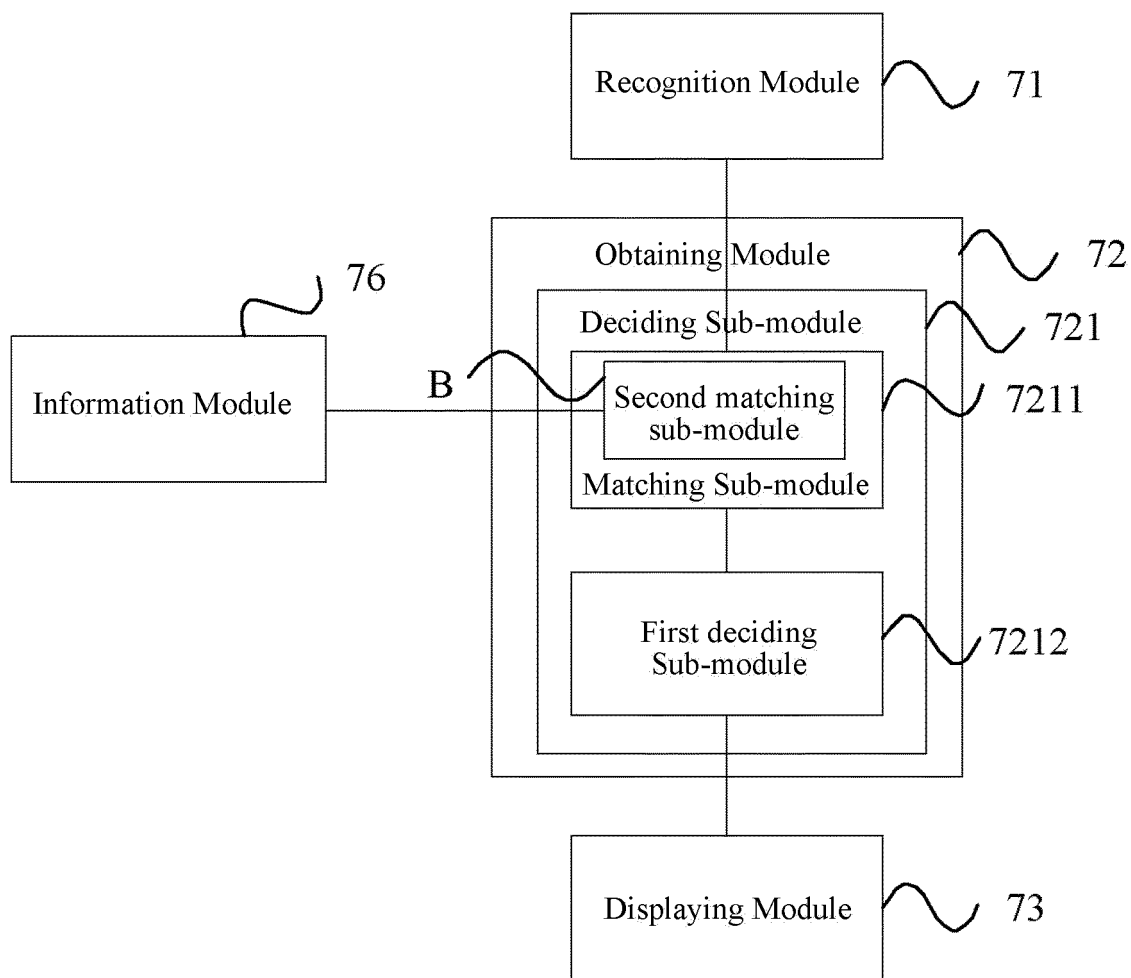 Recognition Module
71
Obtaining Module
72
76
Deciding Sub-module
721
Information Module
B
Second matching
sub-module
7211
Matching Sub-module
First deciding
Sub-module
7212
Displaying Module
73